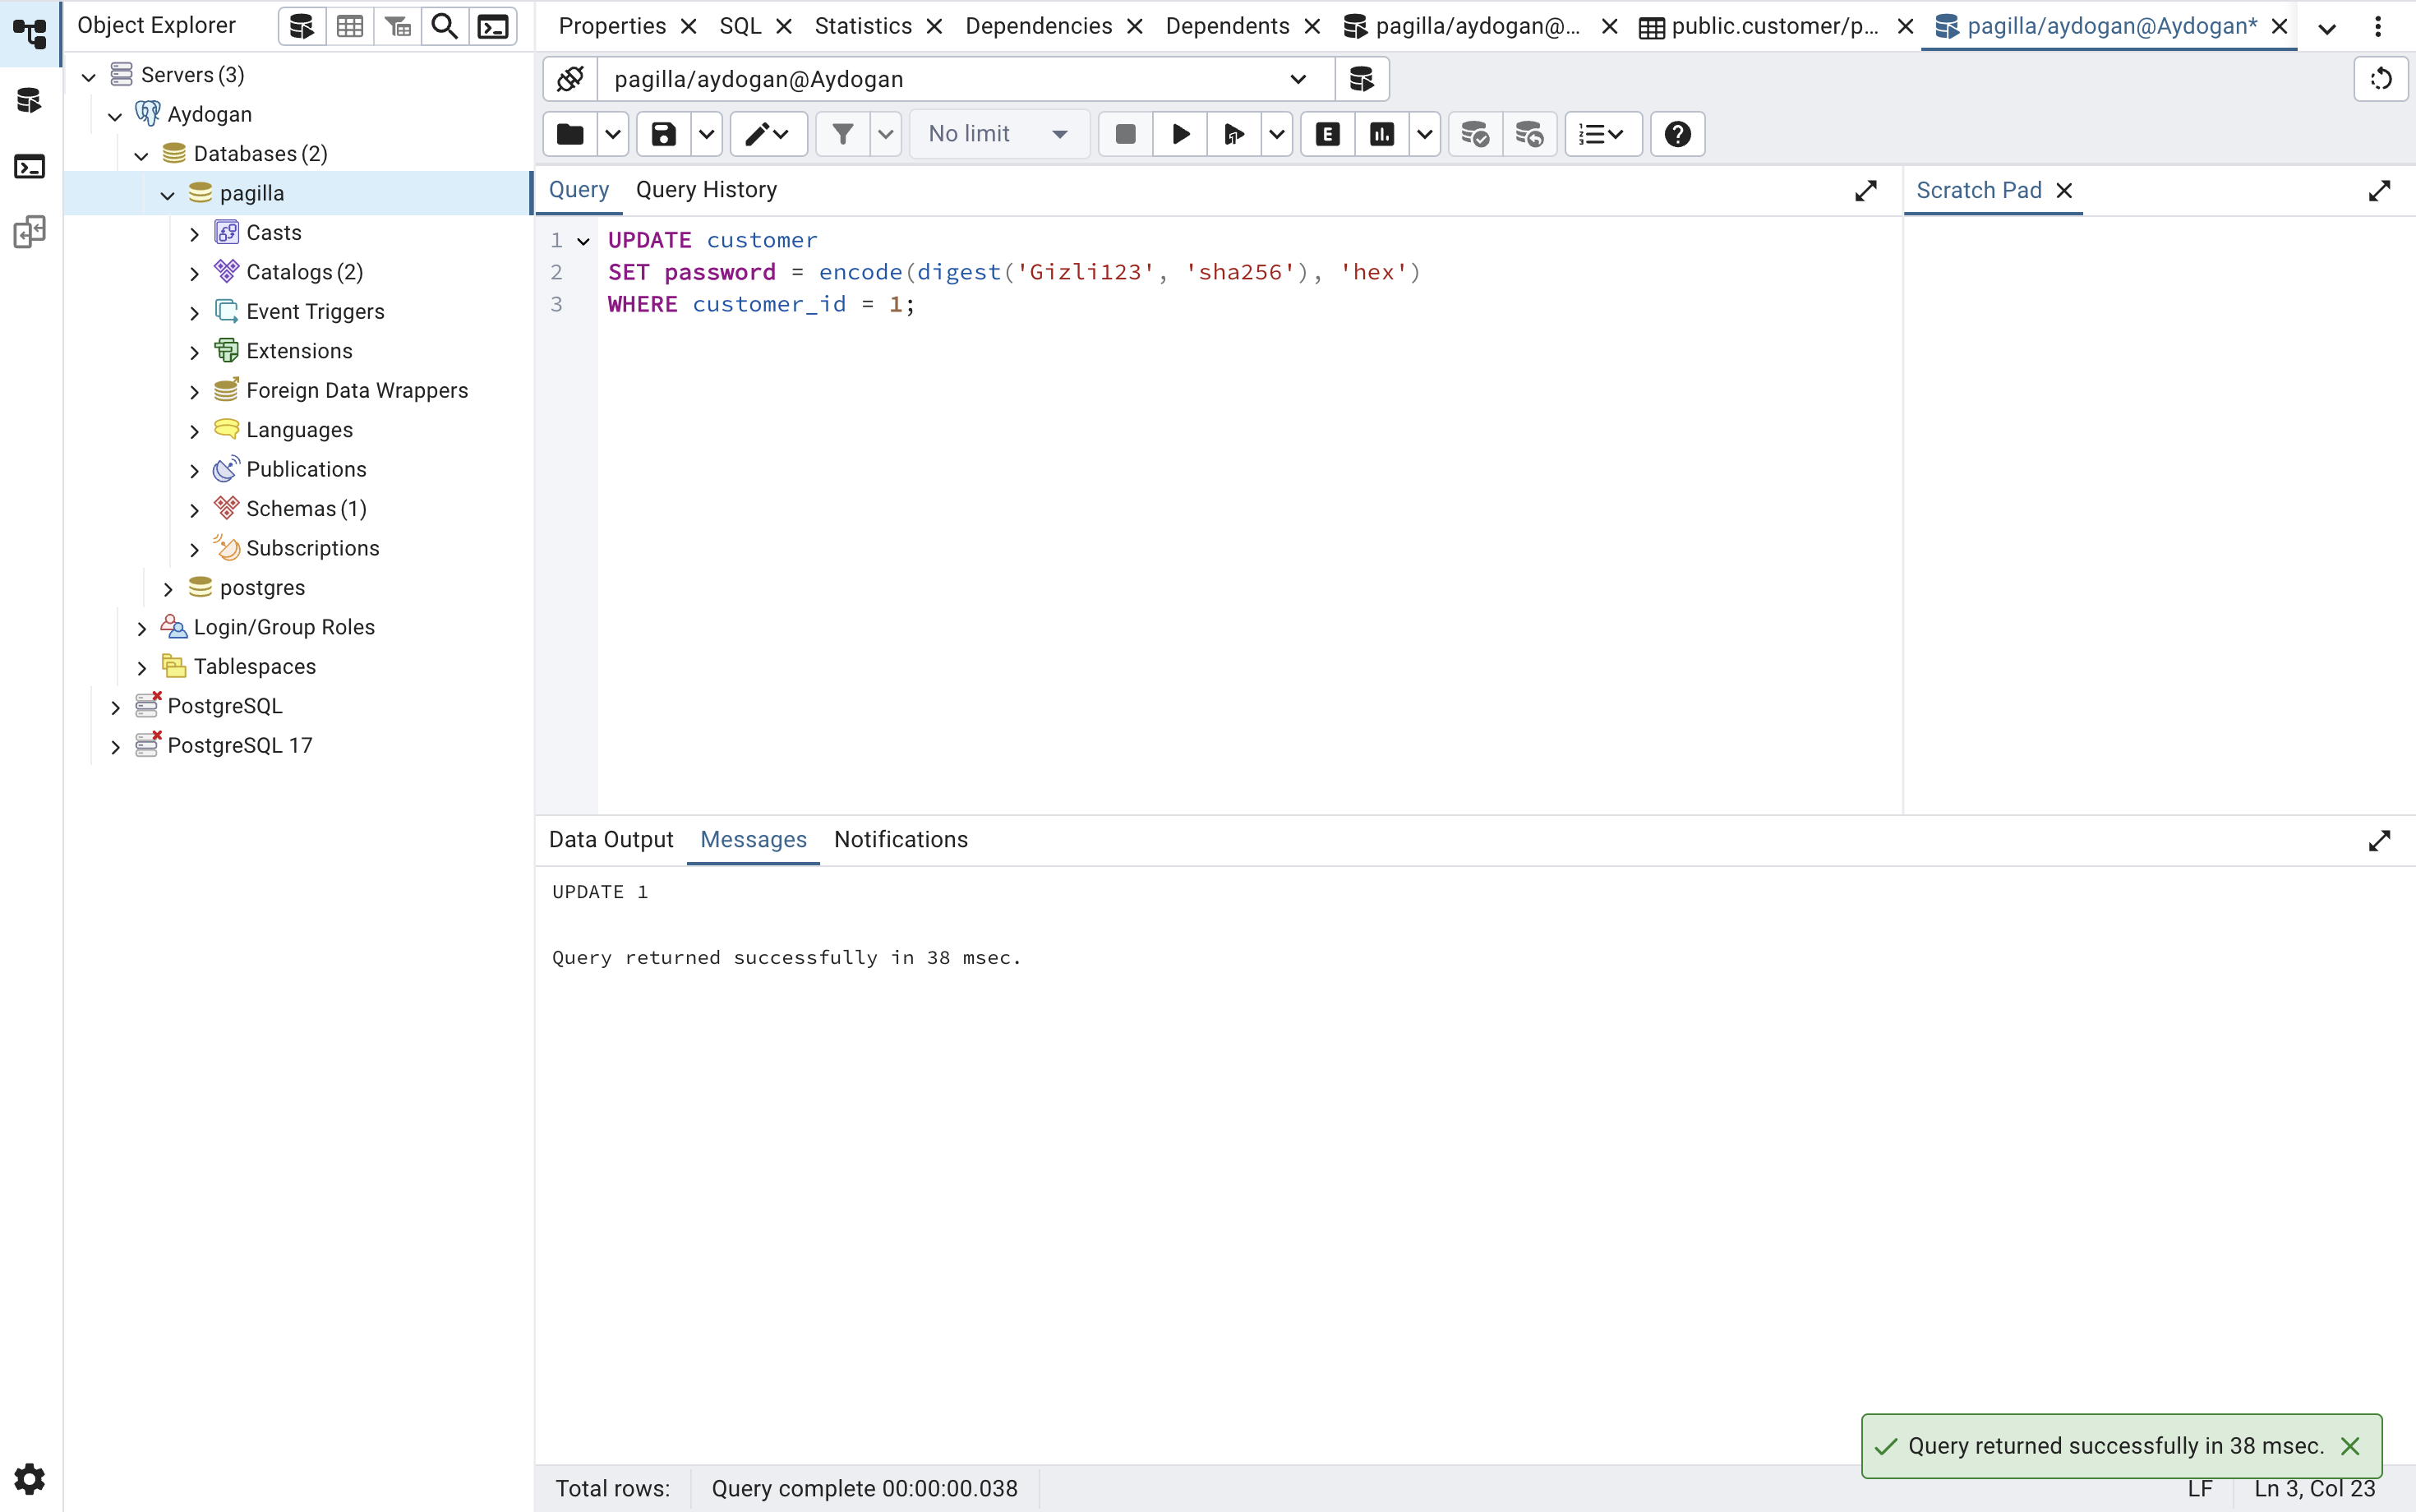 Object Explorer
Properties
SQL
Statistics
Dependencies
Dependents
pagilla/aydogan@...
public.customer/p...
pagilla/aydogan@Aydogan*
Servers (3)
Aydogan
Databases (2)
pagilla
Casts
Catalogs (2)
Event Triggers
Extensions
Foreign Data Wrappers
Languages
Publications
Schemas (1)
Subscriptions
postgres
Login/Group Roles
Tablespaces
PostgreSQL
PostgreSQL 17
pagilla/aydogan@Aydogan
No limit
E
Query
Query History
Scratch Pad
1 UPDATE customer
2 SET password = encode(digest('Gizli123', 'sha256'), 'hex')
3 WHERE customer_id = 1;
Data Output
Messages
Notifications
UPDATE 1
Query returned successfully in 38 msec.
Query returned successfully in 38 msec.
Total rows:
Query complete 00:00:00.038
LF
Ln 3, Col 23